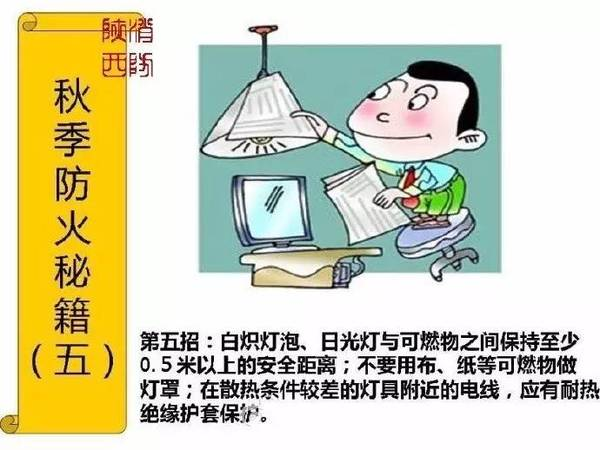 陕消
西防
秋季防火秘籍（五）
第五招：白炽灯泡、日光灯与可燃物之间保持至少
0.5米以上的安全距离；不要用布、纸等可燃物做
灯罩；在散热条件较差的灯具附近的电线，应有耐热
绝缘护套保护。